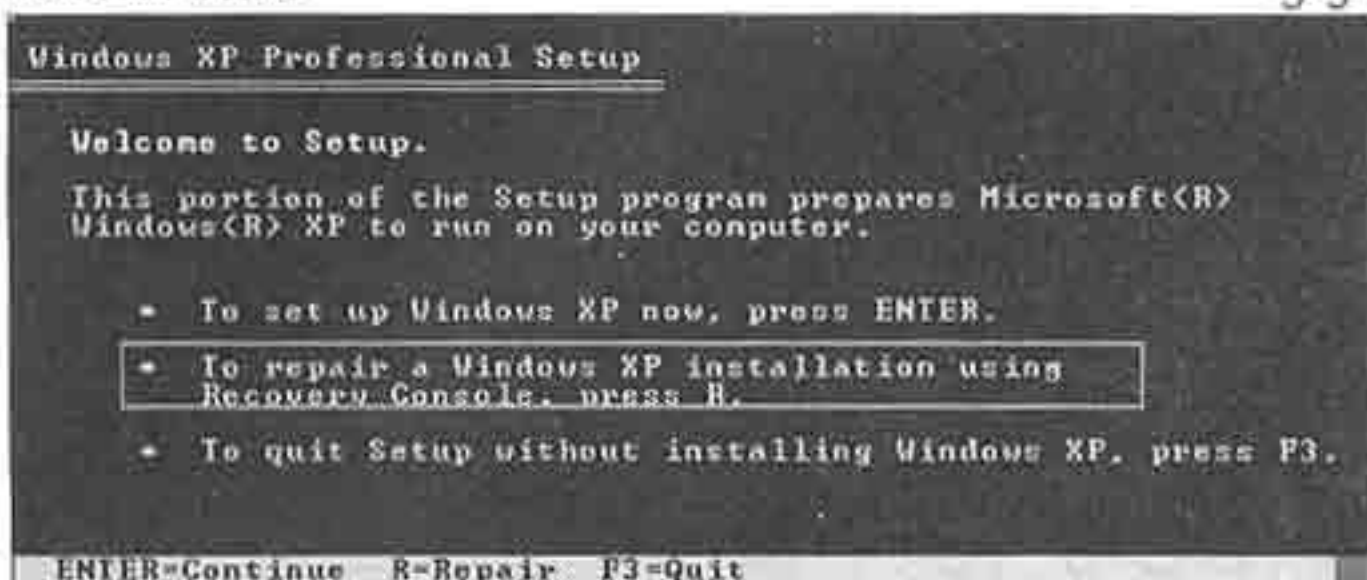 Windows XP Professional Setup
Welcome to Setup.
This portion of the Setup program prepares Microsoft(R)
Windows(R) XP to run on your computer.
• To set up Windows XP now, press ENTER.
• To repair a Windows XP installation using
Recovery Console, press R.
• To quit Setup without installing Windows XP, press F3.
ENTER=Continue R=Repair F3=Quit